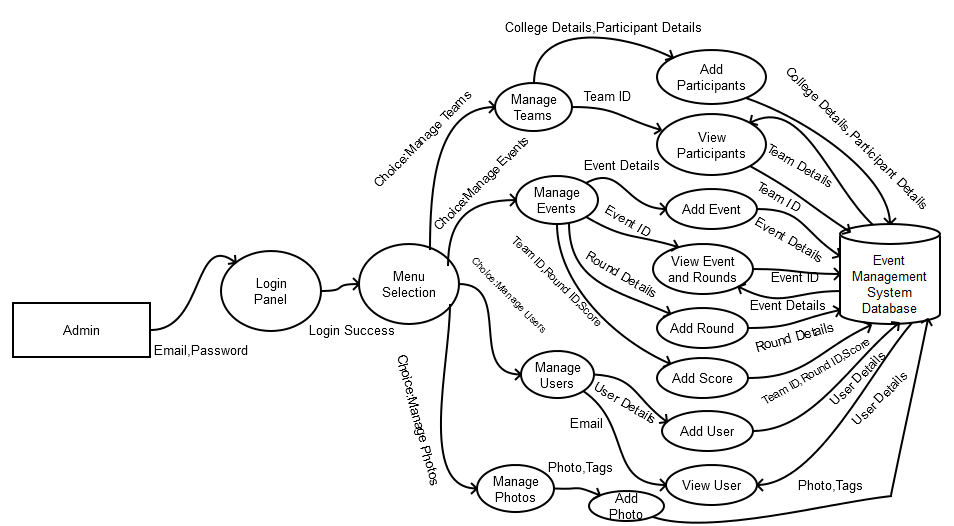 College Details,Participant Details
Add
Participants
College Details,Participant Details
Manage
Teams
Team ID
Choice:Manage Teams
View
Participants
Team Details
Choice:Manage Events
Event Details
Manage
Events
Team ID
Add Event
Event ID
Event Details
Login
Panel
Menu
Selection
Team ID,Round ID,Score
Round Details
View Event
and Rounds
Event ID
Event
Management
System
Database
Choice:Manage Users
Event Details
Admin
Email,Password
Login Success
Add Round
Round Details
Manage
Users
Add Score
Team ID,Round ID,Score
User Details
User Details
User Details
Choice:Manage Photos
Email
Add User
Manage
Photos
Photo,Tags
View User
Photo,Tags
Add
Photo